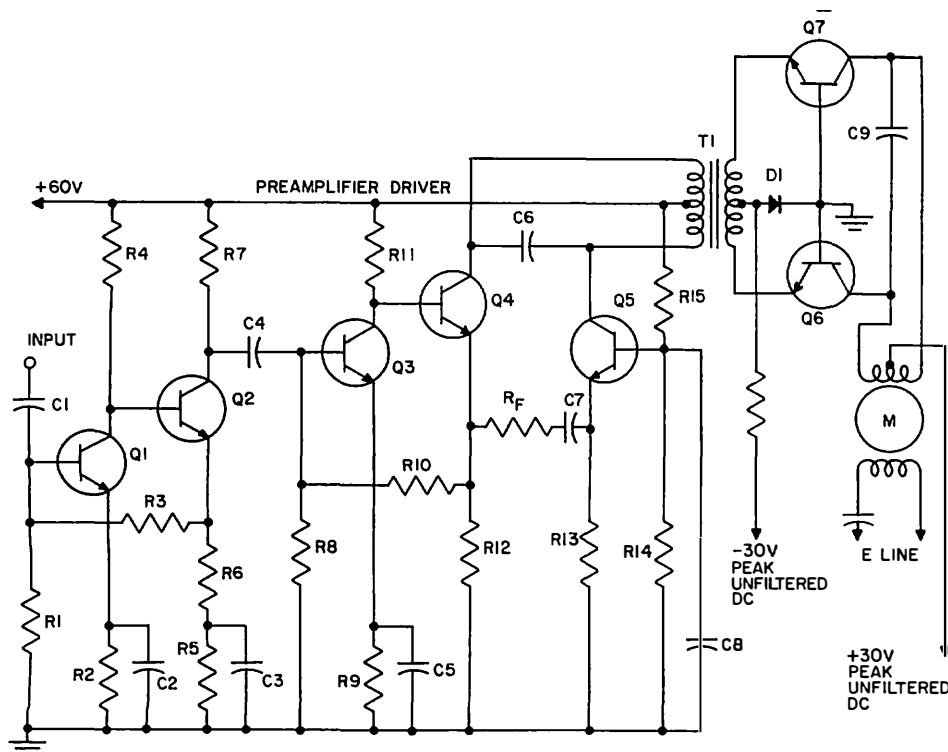 Q7
C9
T1
+60V
PREAMPLIFIER DRIVER
D1
C6
R4
R7
R11
Q4
Q5
R15
Q6
INPUT
C4
C1
Q2
Q3
RF
C7
M
Q1
R10
R3
R8
R12
R13
R14
-30V
PEAK
UNFILTERED
DC
E LINE
R6
R1
C8
R2
C2
R5
C3
R9
C5
+30V
PEAK
UNFILTERED
DC